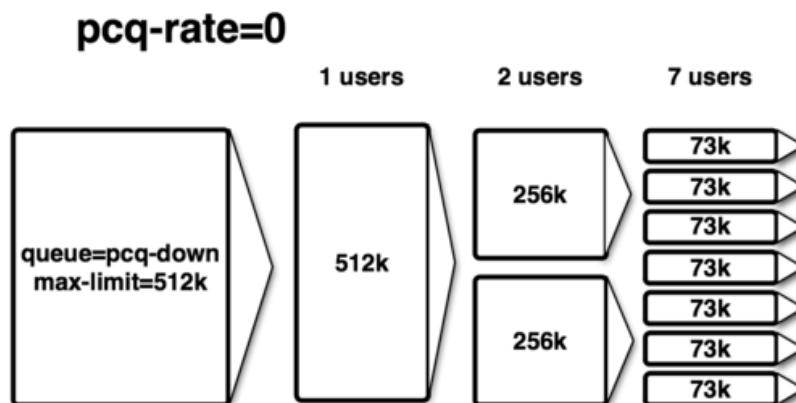 pcq-rate=0
1 users
2 users
7 users
queue=pcq-down
max-limit=512k
512k
256k
256k
73k
73k
73k
73k
73k
73k
73k